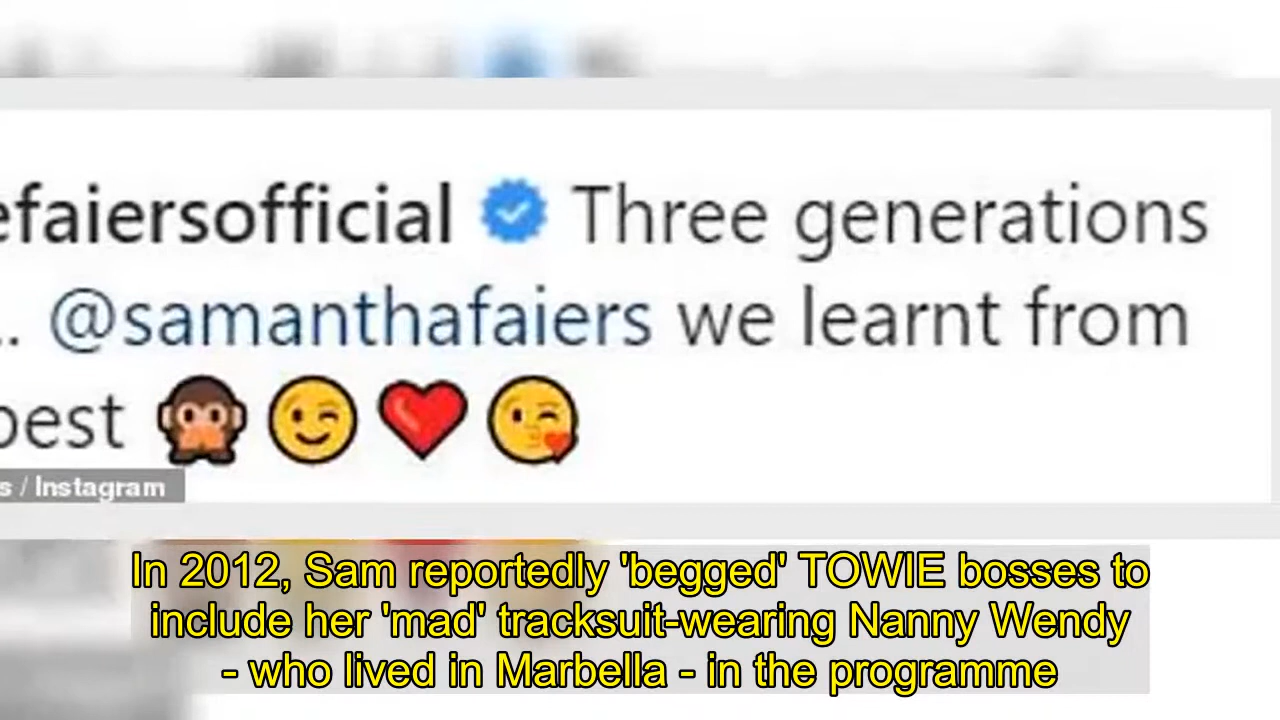 efaiersofficial Three generations
.. @samanthafaiers we learnt from
best 🙊 😉 ❤️ 😘
s / Instagram
In 2012, Sam reportedly 'begged' TOWIE bosses to
include her 'mad' tracksuit-wearing Nanny Wendy
- who lived in Marbella - in the programme